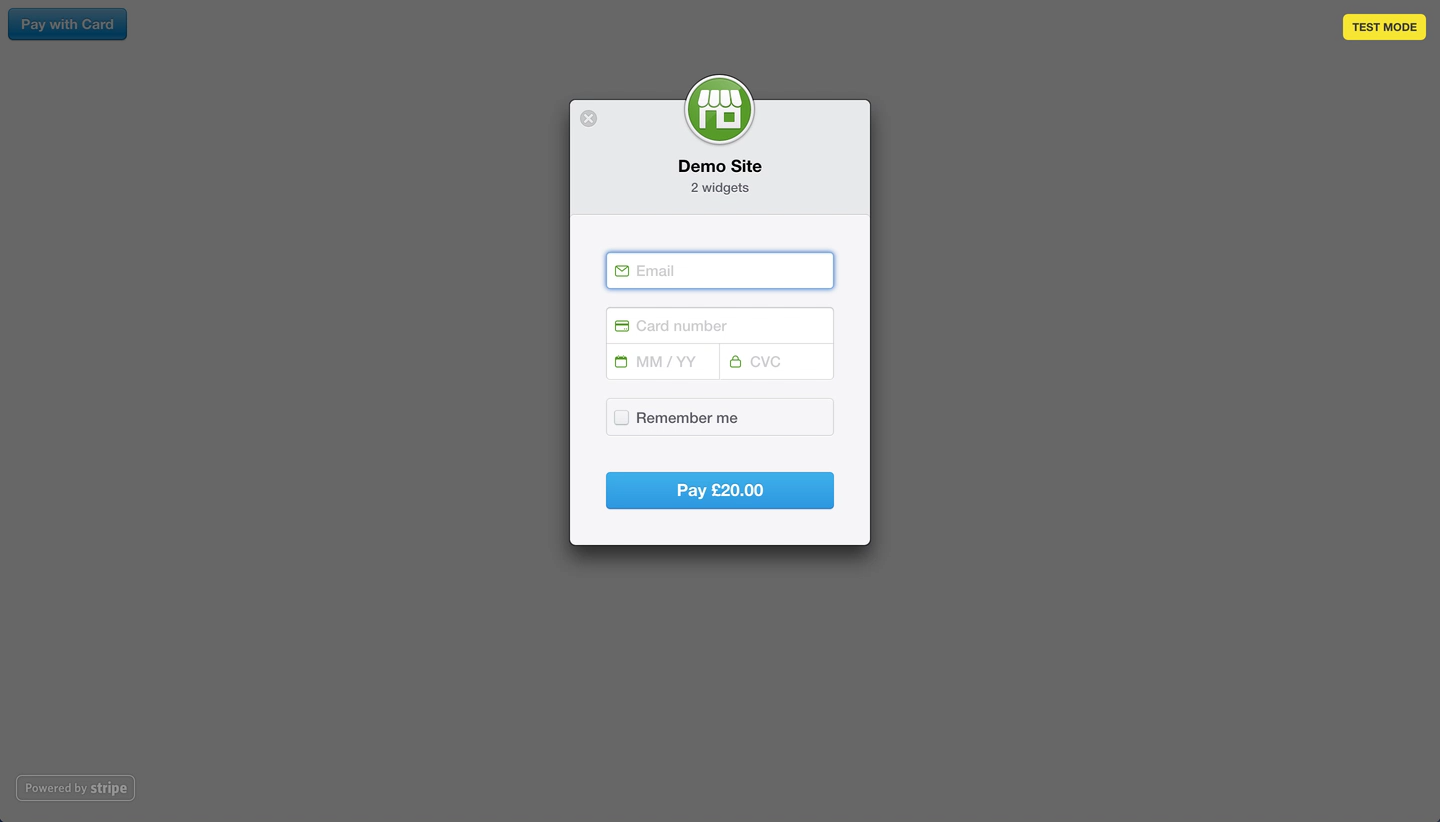 Pay with Card
TEST MODE
Demo Site
2 widgets
Email
Card number
MM / YY
CVC
Remember me
Pay £20.00
Powered by stripe